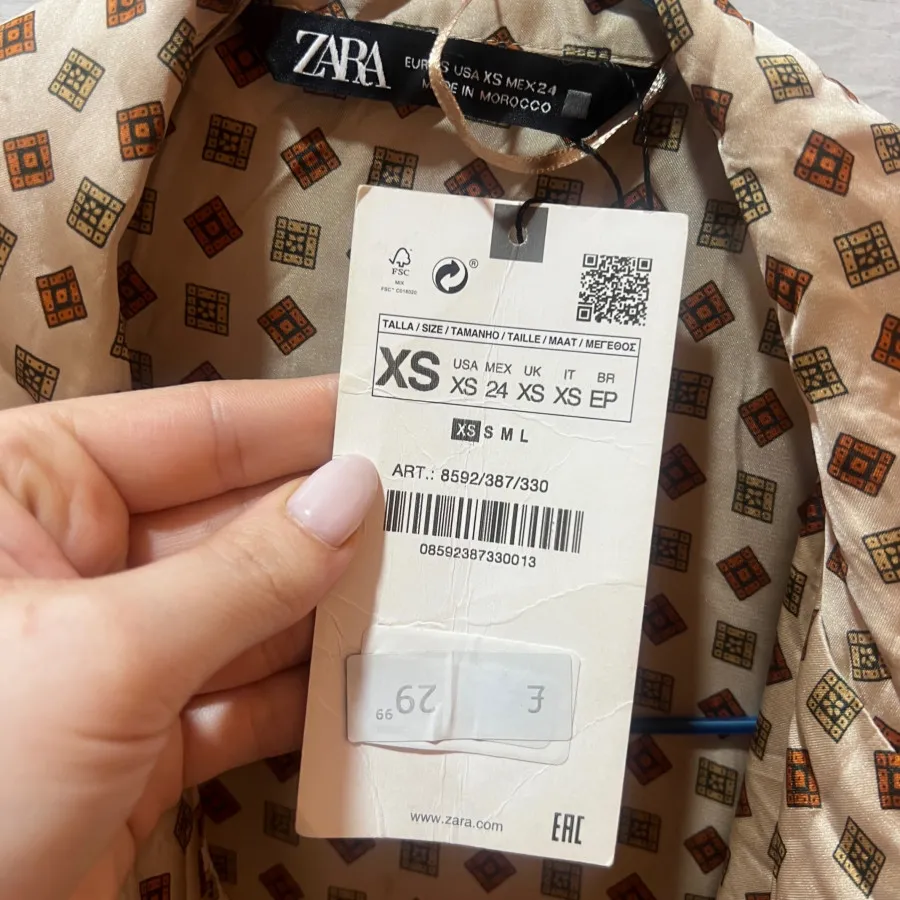 ZARA
EUR XS USA XS MEX 24
MADE IN MOROCCO
FSC
MIX
®
TALLA / SIZE / TAMANHO / TAILLE / MAAT / ΜΕΓΕΘΟΣ
XS
USA MEX UK IT BR
XS 24 XS XS EP
XS S M L
ART.: 8592/387/330
08592387330013
£ 29 99
www.zara.com
EAC